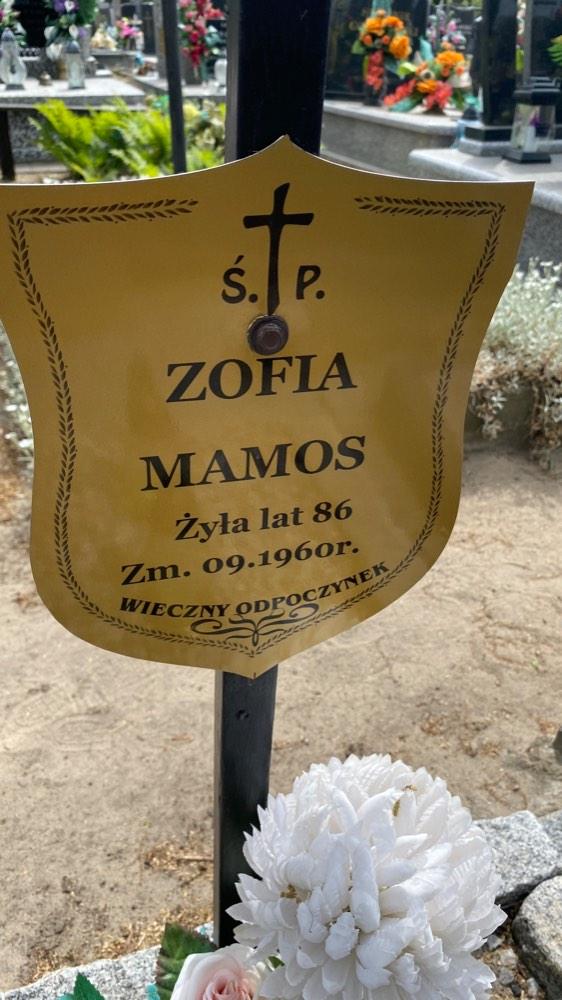 Ś. P.
ZOFIA
MAMOS
Żyła lat 86
Zm. 09.1960r.
WIECZNY ODPOCZYNEK